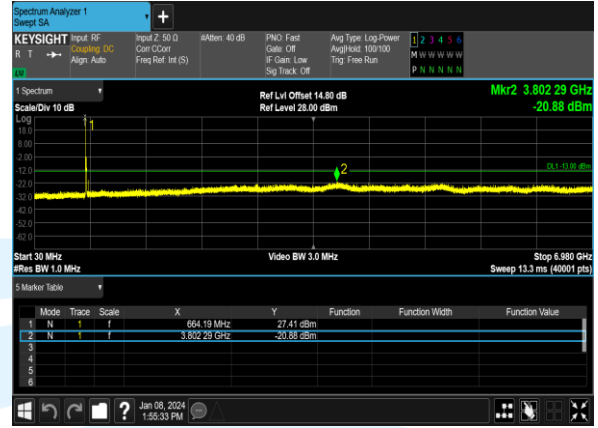 Spectrum Analyzer 1
Swept SA
+
KEYSIGHT Input: RF Input Z: 50 Ω #Atten: 40 dB PNO: Fast Avg Type: Log-Power 1 2 3 4 5 6
R T Coupling: DC Corr CCorr Gate: Off Avg|Hold: 100/100 M W W W W W
Align: Auto Freq Ref: Int (S) IF Gain: Low Trig: Free Run
Sig Track: Off P N N N N N
LW
1 Spectrum Ref Lvl Offset 14.80 dB Mkr2 3.802 29 GHz
Scale/Div 10 dB Ref Level 28.00 dBm -20.88 dBm
Log
1
18.0
8.00
-2.00
2
-12.0 DL1 -13.00 dBm
-22.0
-32.0
-42.0
-52.0
-62.0
Start 30 MHz Video BW 3.0 MHz Stop 6.980 GHz
#Res BW 1.0 MHz Sweep 13.3 ms (40001 pts)
5 Marker Table
Mode Trace Scale X Y Function Function Width Function Value
1 N 1 f 664.19 MHz 27.41 dBm
2 N 1 f 3.802 29 GHz -20.88 dBm
3
4
5
6
? Jan 08, 2024
1:55:33 PM